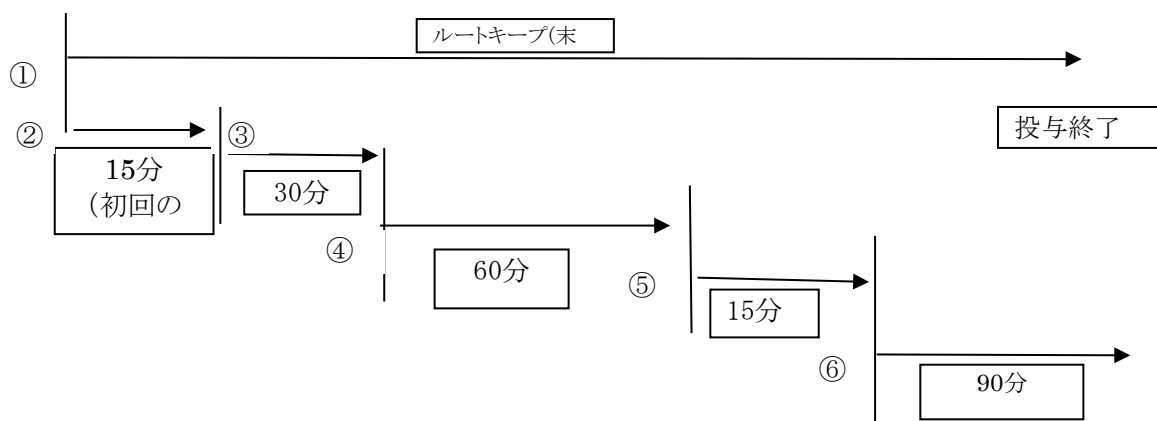 ルートキープ(末
①
投与終了
②
15分
(初回の
③
30分
④
60分
⑤
15分
⑥
90分